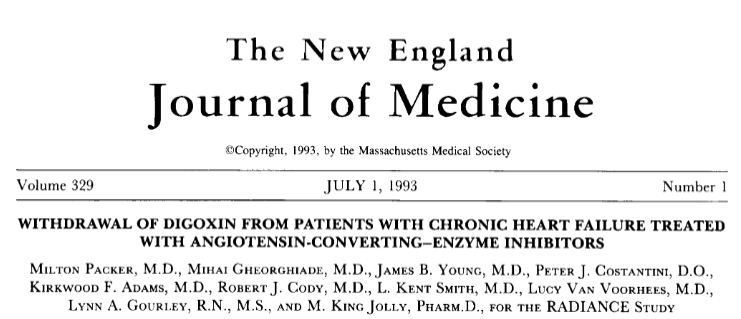 The New England
Journal of Medicine
©Copyright, 1993, by the Massachusetts Medical Society
Volume 329 JULY 1, 1993 Number 1
WITHDRAWAL OF DIGOXIN FROM PATIENTS WITH CHRONIC HEART FAILURE TREATED
WITH ANGIOTENSIN-CONVERTING–ENZYME INHIBITORS
MILTON PACKER, M.D., MIHAI GHEORGHIADE, M.D., JAMES B. YOUNG, M.D., PETER J. COSTANTINI, D.O.,
KIRKWOOD F. ADAMS, M.D., ROBERT J. CODY, M.D., L. KENT SMITH, M.D., LUCY VAN VOORHEES, M.D.,
LYNN A. GOURLEY, R.N., M.S., AND M. KING JOLLY, PHARM.D., FOR THE RADIANCE STUDY